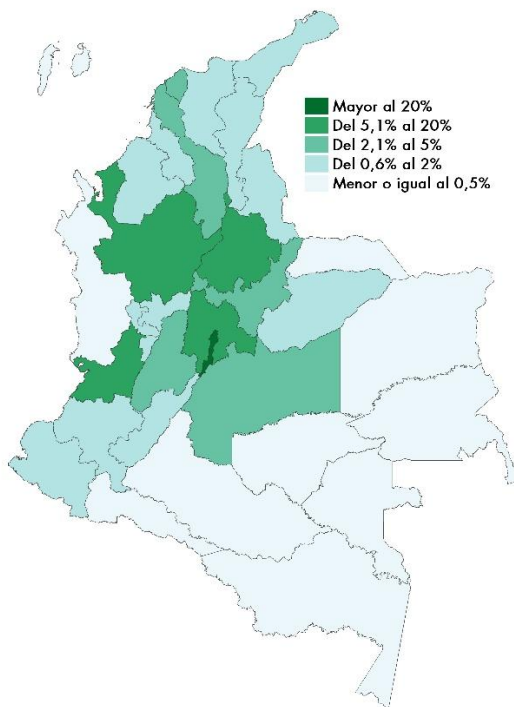 Mayor al 20%
Del 5,1% al 20%
Del 2,1% al 5%
Del 0,6% al 2%
Menor o igual al 0,5%